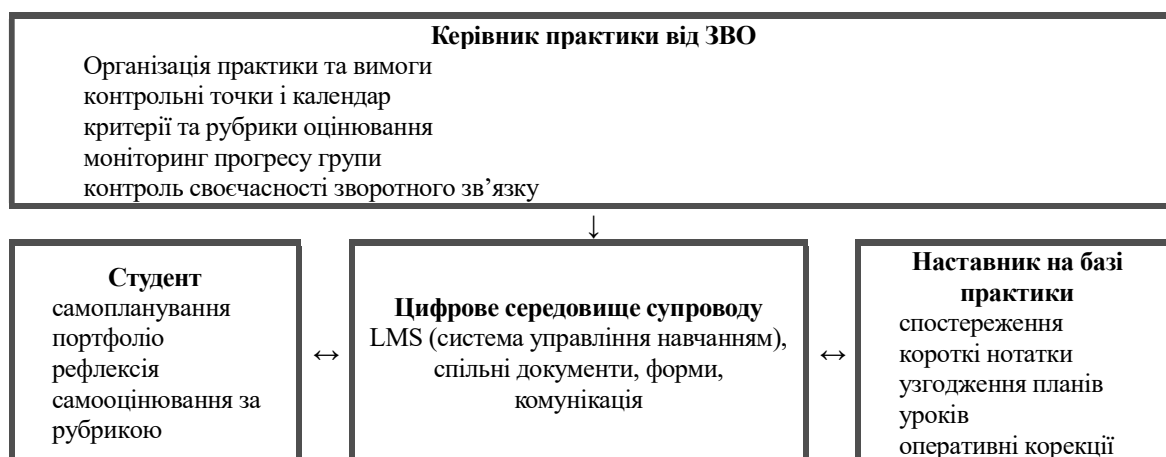 Керівник практики від ЗВО
Організація практики та вимоги
контрольні точки і календар
критерії та рубрики оцінювання
моніторинг прогресу групи
контроль своєчасності зворотного зв’язку
↓
Студент
самопланування
портфоліо
рефлексія
самооцінювання за
рубрикою
↔
Цифрове середовище супроводу
LMS (система управління навчанням),
спільні документи, форми,
комунікація
↔
Наставник на базі
практики
спостереження
короткі нотатки
узгодження планів
уроків
оперативні корекції